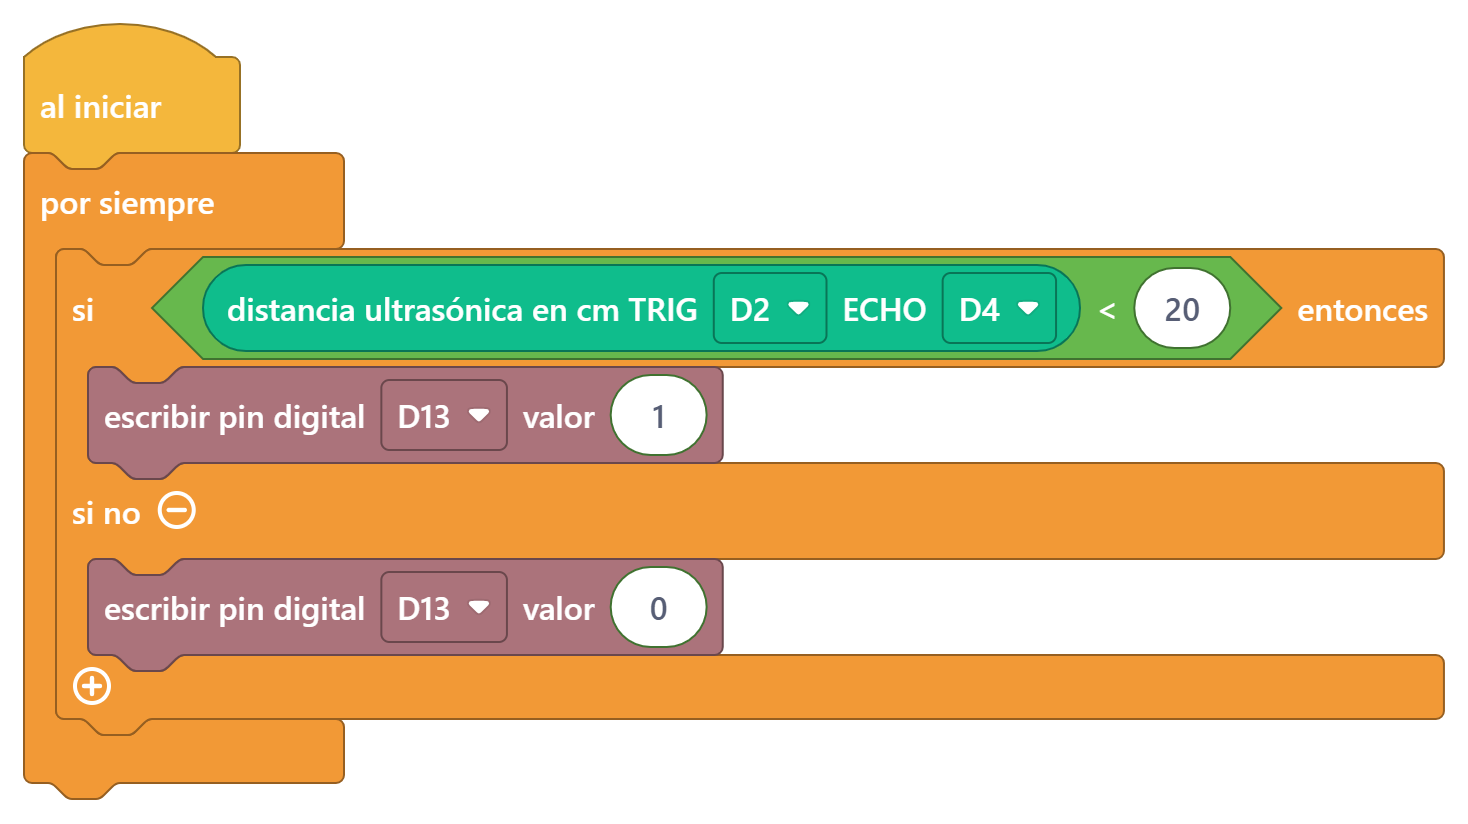 al iniciar
por siempre
si distancia ultrasónica en cm TRIG D2 ECHO D4 < 20 entonces
escribir pin digital D13 valor 1
si no
escribir pin digital D13 valor 0